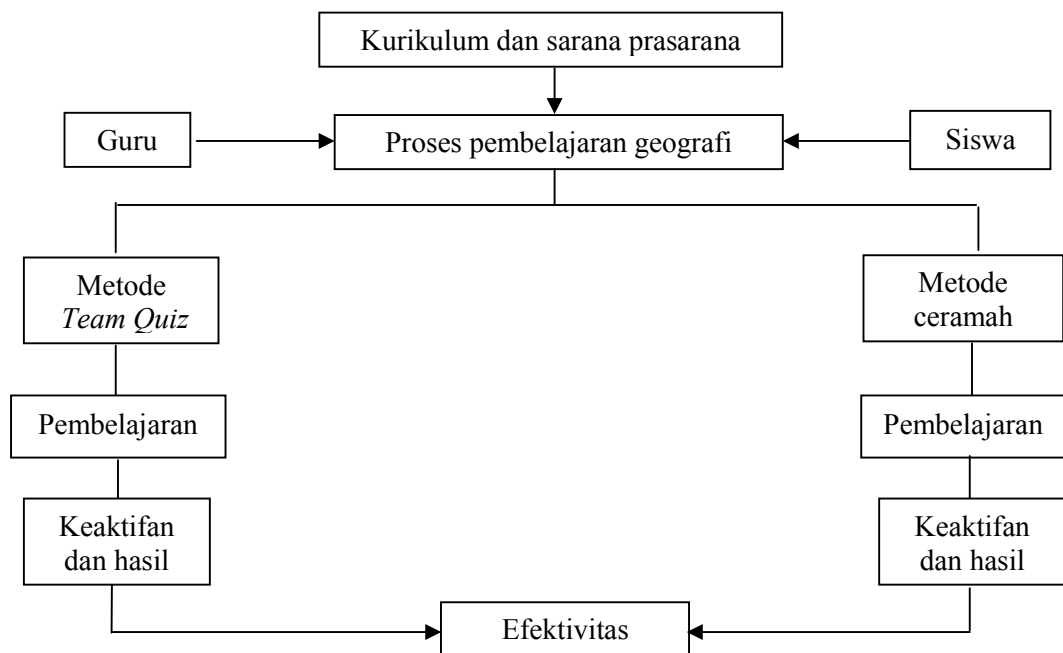 Kurikulum dan sarana prasarana
Guru
Proses pembelajaran geografi
Siswa
Metode
Team Quiz
Metode
ceramah
Pembelajaran
Pembelajaran
Keaktifan
dan hasil
Keaktifan
dan hasil
Efektivitas